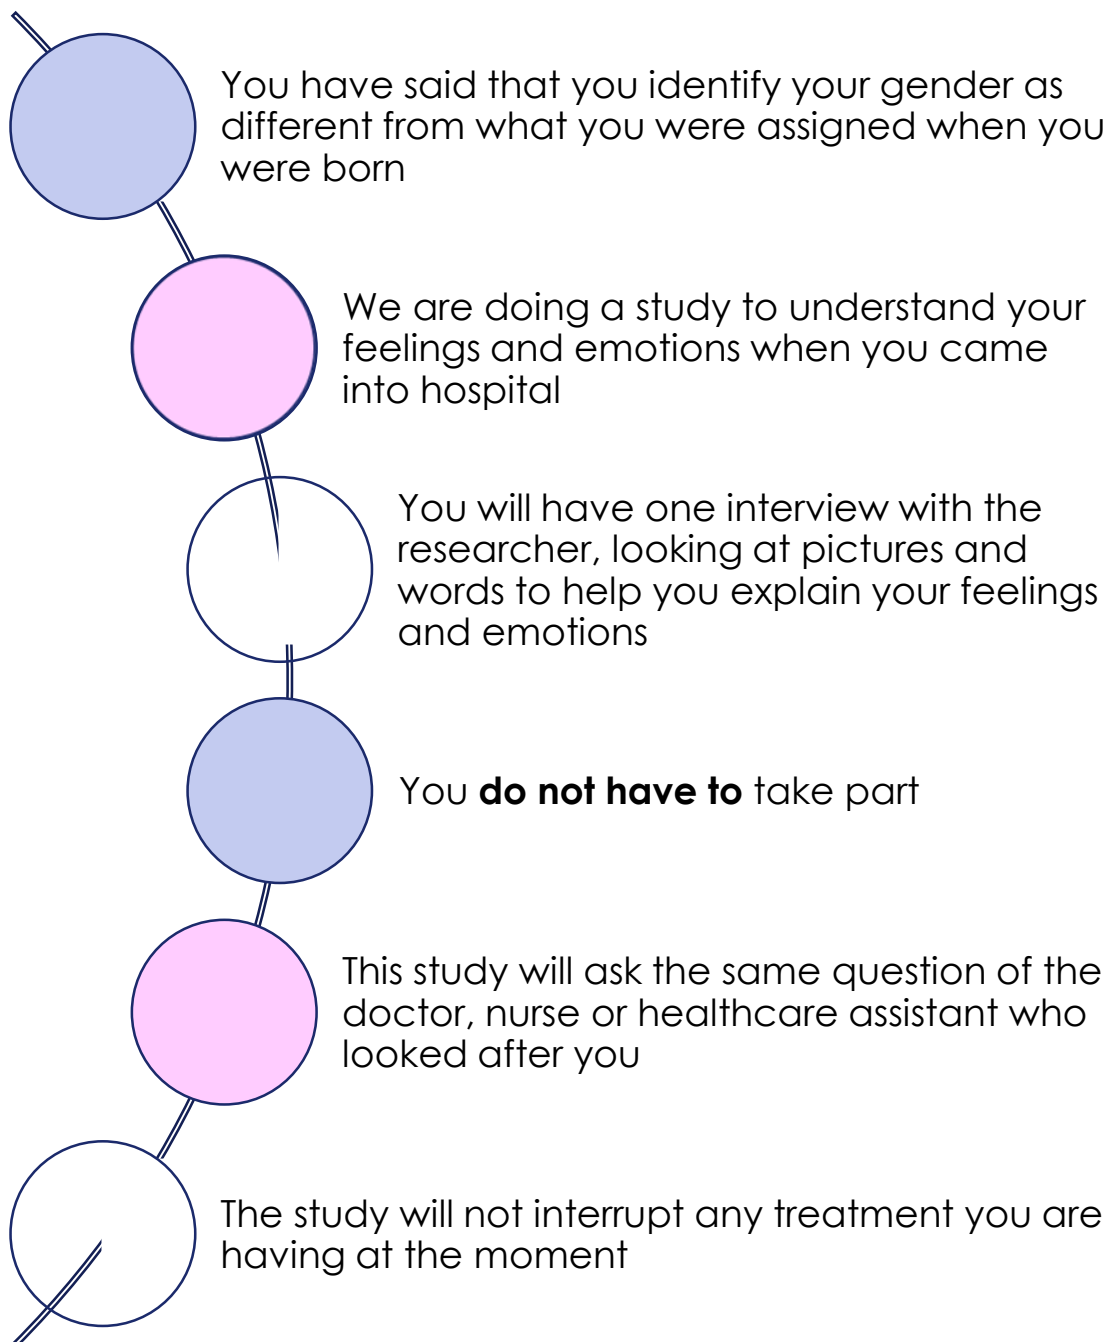 You have said that you identify your gender as
different from what you were assigned when you
were born
We are doing a study to understand your
feelings and emotions when you came
into hospital
You will have one interview with the
researcher, looking at pictures and
words to help you explain your feelings
and emotions
You do not have to take part
This study will ask the same question of the
doctor, nurse or healthcare assistant who
looked after you
The study will not interrupt any treatment you are
having at the moment